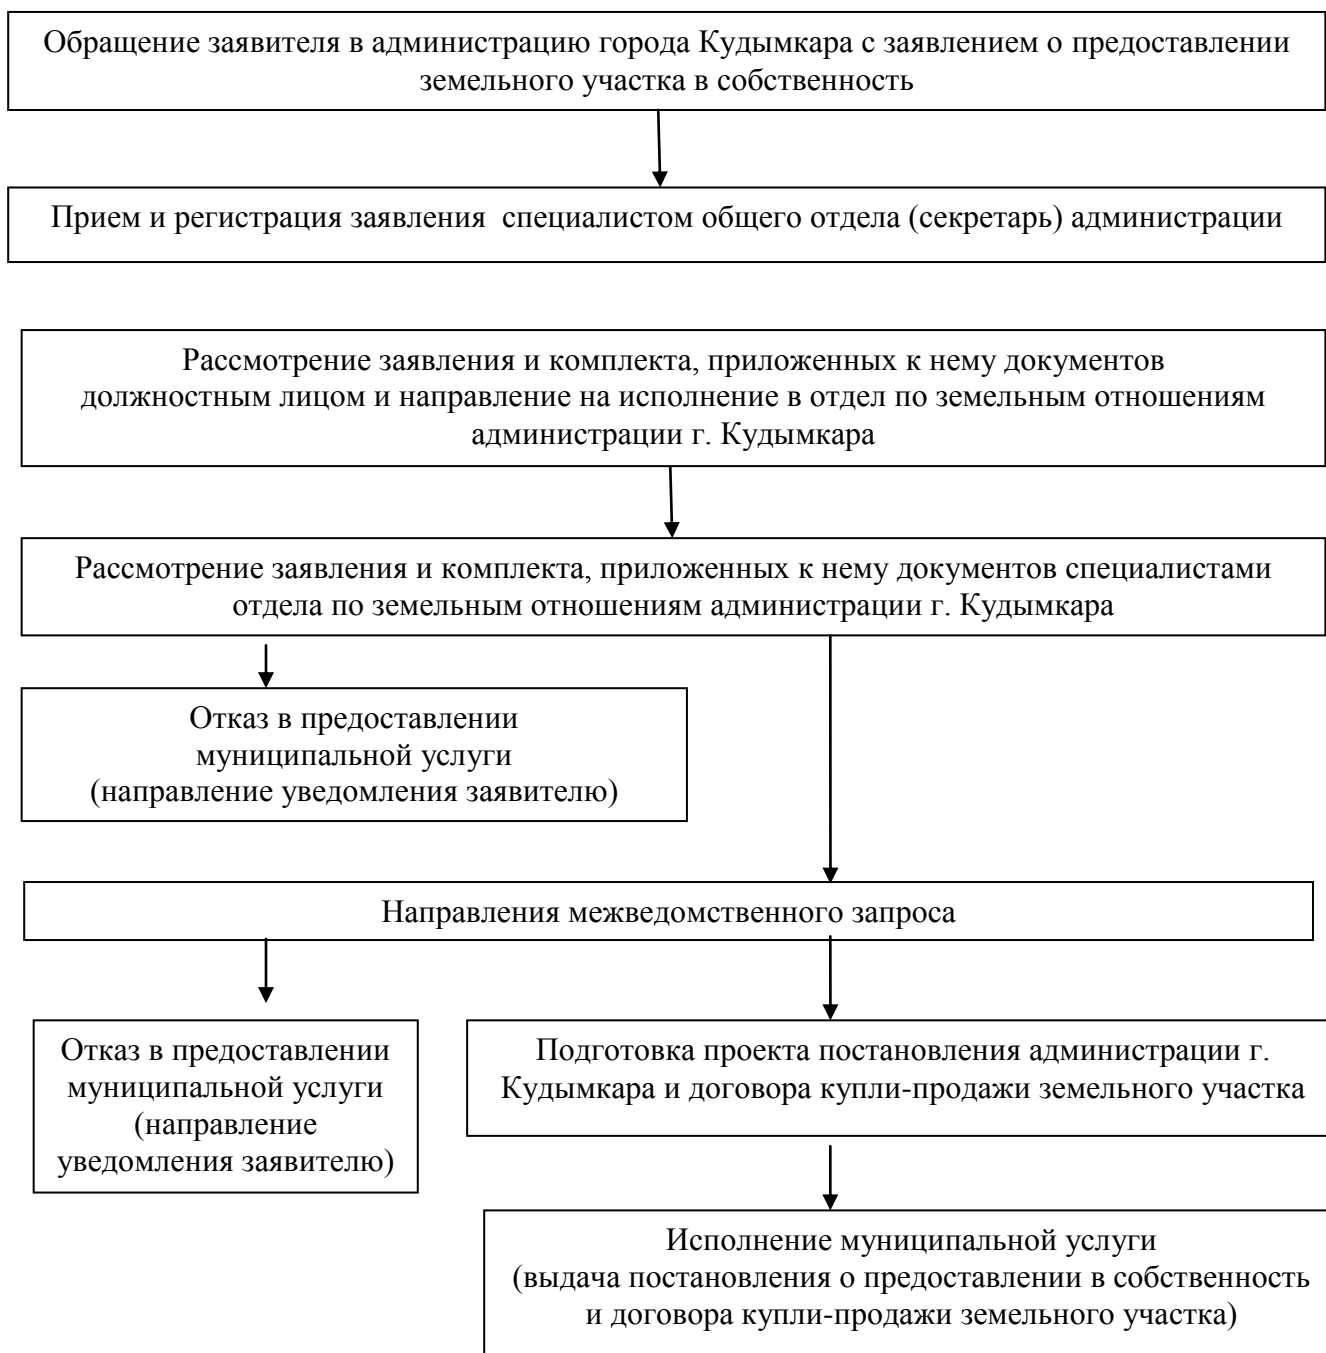 Обращение заявителя в администрацию города Кудымкара с заявлением о предоставлении
земельного участка в собственность
Прием и регистрация заявления  специалистом общего отдела (секретарь) администрации
Рассмотрение заявления и комплекта, приложенных к нему документов
должностным лицом и направление на исполнение в отдел по земельным отношениям
администрации г. Кудымкара
Рассмотрение заявления и комплекта, приложенных к нему документов специалистами
отдела по земельным отношениям администрации г. Кудымкара
Отказ в предоставлении
муниципальной услуги
(направление уведомления заявителю)
Направления межведомственного запроса
Отказ в предоставлении
муниципальной услуги
(направление
уведомления заявителю)
Подготовка проекта постановления администрации г.
Кудымкара и договора купли-продажи земельного участка
Исполнение муниципальной услуги
(выдача постановления о предоставлении в собственность
и договора купли-продажи земельного участка)